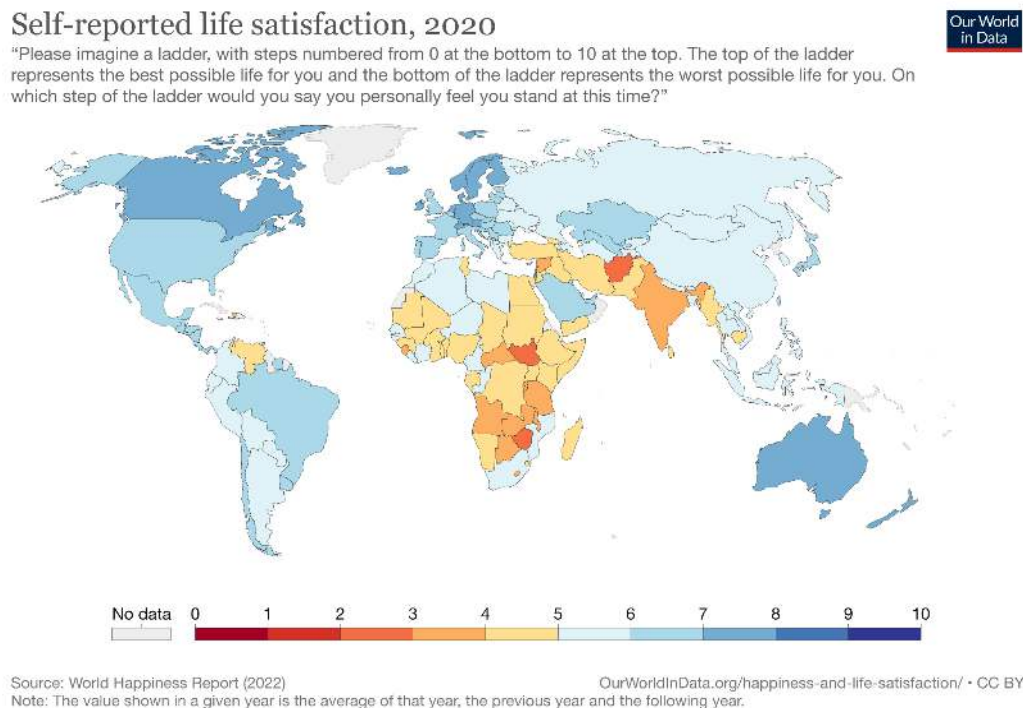 Self-reported life satisfaction, 2020
Our World
in Data
“Please imagine a ladder, with steps numbered from 0 at the bottom to 10 at the top. The top of the ladder
represents the best possible life for you and the bottom of the ladder represents the worst possible life for you. On
which step of the ladder would you say you personally feel you stand at this time?”
No data 0 1 2 3 4 5 6 7 8 9 10
Source: World Happiness Report (2022) OurWorldInData.org/happiness-and-life-satisfaction/ • CC BY
Note: The value shown in a given year is the average of that year, the previous year and the following year.